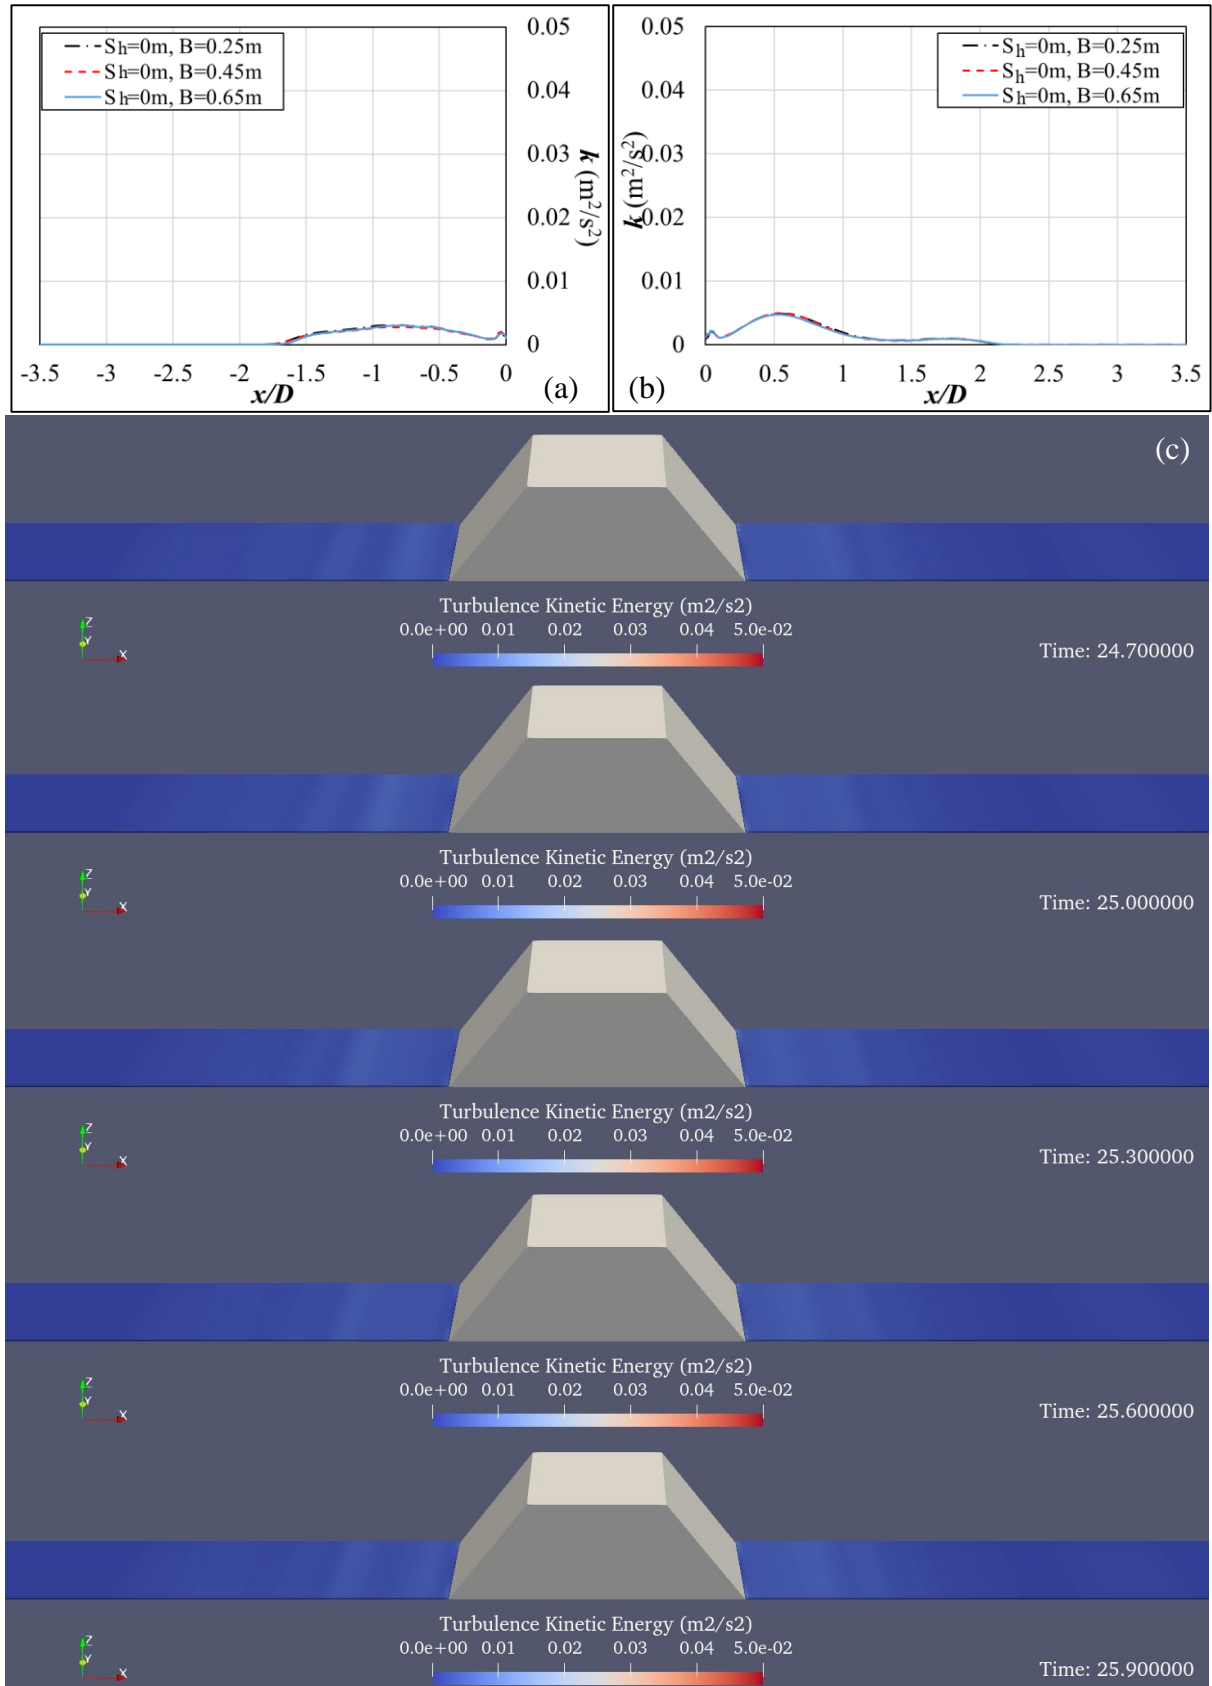 S_h=0m, B=0.25m
S_h=0m, B=0.45m
S_h=0m, B=0.65m
0.05
0.04
0.03
0.02
0.01
0
k (m²/s²)
-3.5 -3 -2.5 -2 -1.5 -1 -0.5 0
x/D
(a)
S_h=0m, B=0.25m
S_h=0m, B=0.45m
S_h=0m, B=0.65m
0.05
0.04
0.03
0.02
0.01
0
k (m²/s²)
0 0.5 1 1.5 2 2.5 3 3.5
x/D
(b)
(c)
Turbulence Kinetic Energy (m2/s2)
0.0e+00 0.01 0.02 0.03 0.04 5.0e-02
Z
Y
X
Time: 24.700000
Turbulence Kinetic Energy (m2/s2)
0.0e+00 0.01 0.02 0.03 0.04 5.0e-02
Z
Y
X
Time: 25.000000
Turbulence Kinetic Energy (m2/s2)
0.0e+00 0.01 0.02 0.03 0.04 5.0e-02
Z
Y
X
Time: 25.300000
Turbulence Kinetic Energy (m2/s2)
0.0e+00 0.01 0.02 0.03 0.04 5.0e-02
Z
Y
X
Time: 25.600000
Turbulence Kinetic Energy (m2/s2)
0.0e+00 0.01 0.02 0.03 0.04 5.0e-02
Z
Y
X
Time: 25.900000